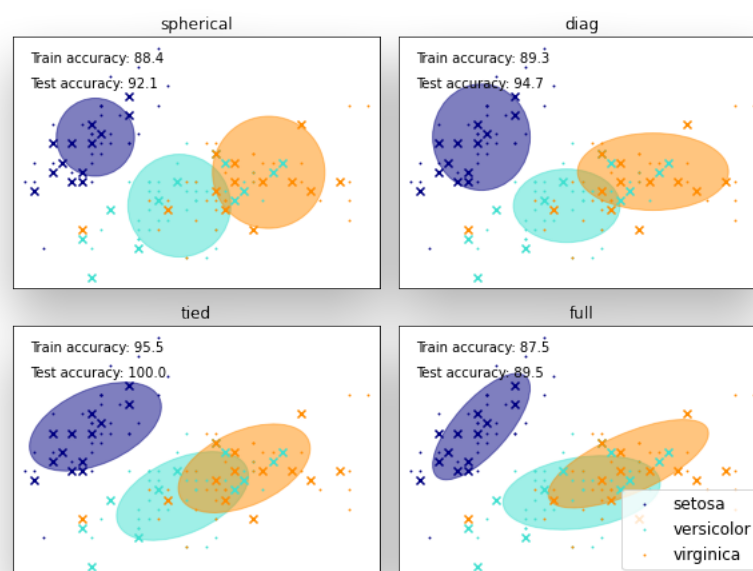 spherical
Train accuracy: 88.4
Test accuracy: 92.1
diag
Train accuracy: 89.3
Test accuracy: 94.7
tied
Train accuracy: 95.5
Test accuracy: 100.0
full
Train accuracy: 87.5
Test accuracy: 89.5
setosa
versicolor
virginica